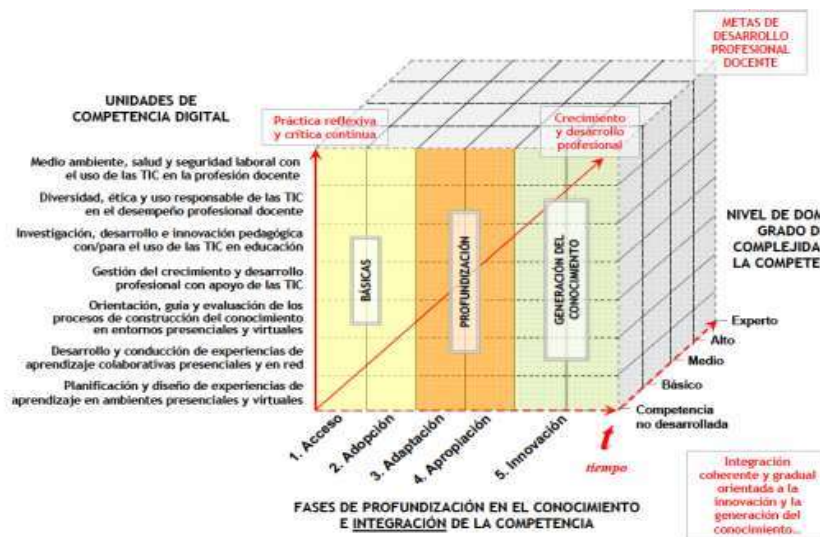 METAS DE
DESARROLLO
PROFESIONAL
DOCENTE
UNIDADES DE
COMPETENCIA DIGITAL
Práctica reflexiva
y crítica continua
Crecimiento
y desarrollo
profesional
Medio ambiente, salud y seguridad laboral con
el uso de las TIC en la profesión docente
Diversidad, ética y uso responsable de las TIC
en el desempeño profesional docente
Investigación, desarrollo e innovación pedagógica
con/para el uso de las TIC en educación
Gestión del crecimiento y desarrollo
profesional con apoyo de las TIC
Orientación, guía y evaluación de los
procesos de construcción del conocimiento
en entornos presenciales y virtuales
Desarrollo y conducción de experiencias de
aprendizaje colaborativas presenciales y en red
Planificación y diseño de experiencias de
aprendizaje en ambientes presenciales y virtuales
BÁSICAS
PROFUNDIZACIÓN
GENERACIÓN DEL
CONOCIMIENTO
NIVEL DE DOM
GRADO D
COMPLEJIDA
LA COMPETE
Experto
Alto
Medio
Básico
Competencia
no desarrollada
1. Acceso
2. Adopción
3. Adaptación
4. Apropiación
5. Innovación
tiempo
FASES DE PROFUNDIZACIÓN EN EL CONOCIMIENTO
E INTEGRACIÓN DE LA COMPETENCIA
Integración
coherente y gradual
orientada a la
innovación y la
generación del
conocimiento...